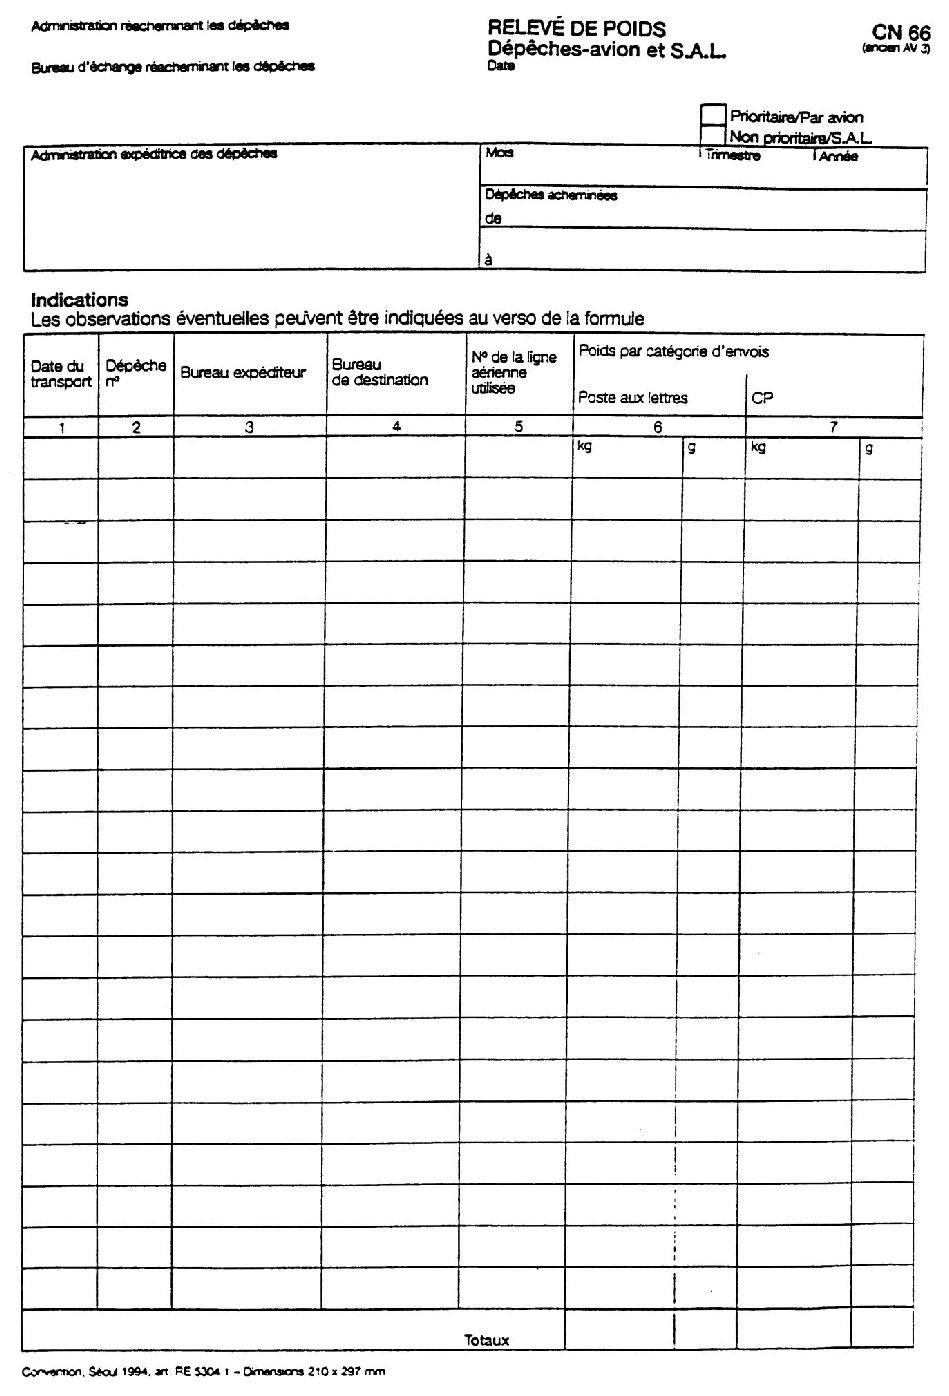 Administration réacheminant les dépêches
Bureau d'échange réacheminant les dépêches
RELEVÉ DE POIDS
Dépêches-avion et S.A.L.
Date
CN 66
(ancien AV 3)
Prioritaire/Par avion
Non prioritaire/S.A.L.
Administration expéditrice des dépêches
Mois
Trimestre
Année
Dépêches acheminées
de
à
Indications
Les observations éventuelles peuvent être indiquées au verso de la formule
Date du
transport
Dépêche
nº
Bureau expéditeur
Bureau
de destination
Nº de la ligne
aérienne
utilisée
Poids par catégorie d'envois
Poste aux lettres
CP
1 2 3 4 5 6 7
kg g kg g
Totaux
Convention, Séoul 1994, art. RE 5304.1 – Dimensions 210 x 297 mm